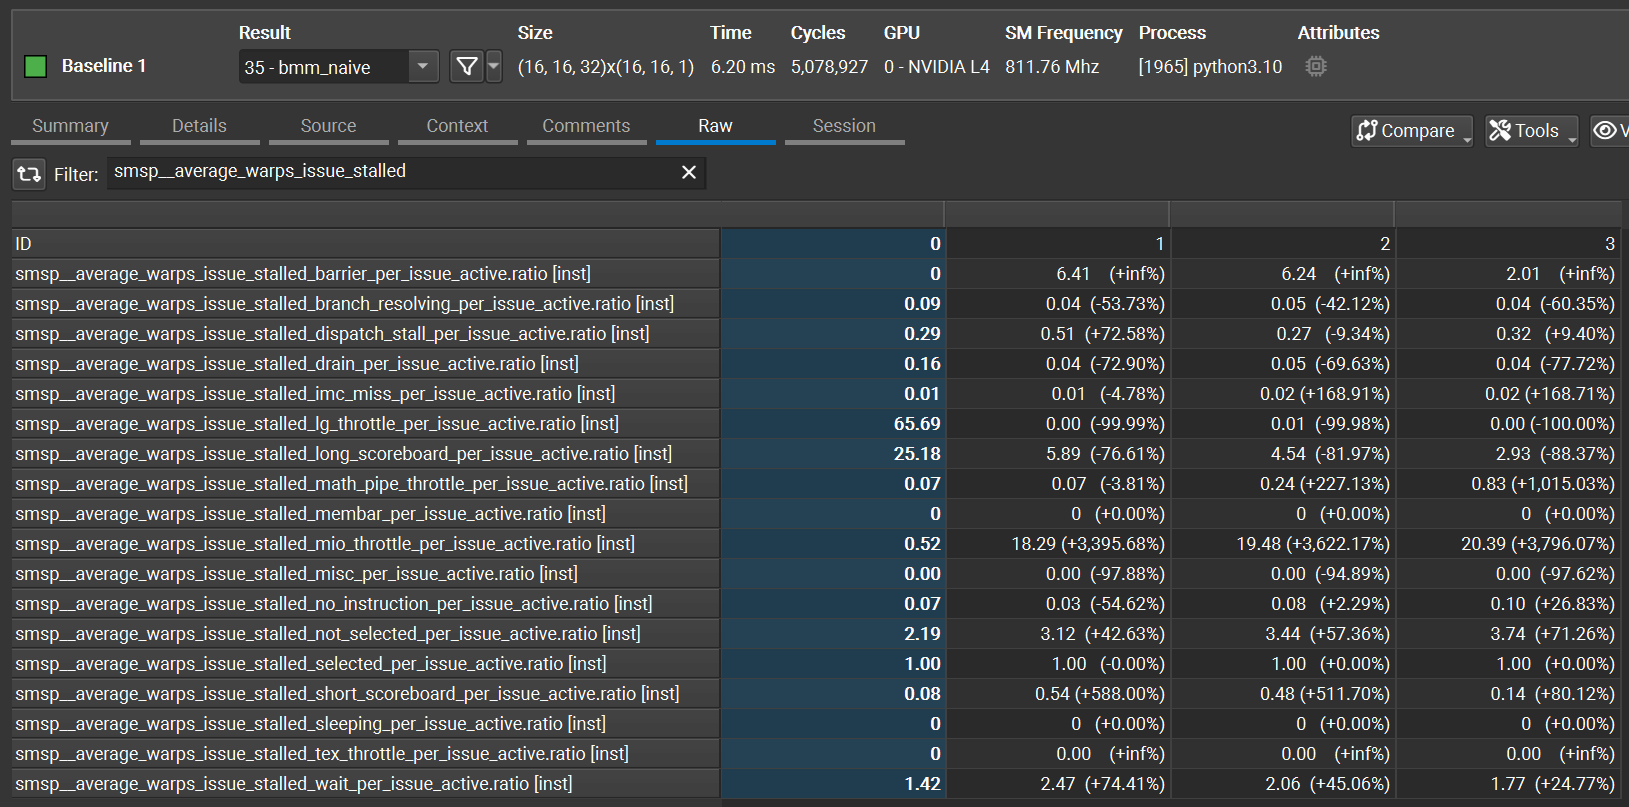 Result Size Time Cycles GPU SM Frequency Process Attributes
Baseline 1 35 - bmm_naive (16, 16, 32)x(16, 16, 1) 6.20 ms 5,078,927 0 - NVIDIA L4 811.76 Mhz [1965] python3.10
Summary Details Source Context Comments Raw Session Compare Tools V
Filter: smsp__average_warps_issue_stalled
ID 0 1 2 3
smsp__average_warps_issue_stalled_barrier_per_issue_active.ratio [inst] 0 6.41 (+inf%) 6.24 (+inf%) 2.01 (+inf%)
smsp__average_warps_issue_stalled_branch_resolving_per_issue_active.ratio [inst] 0.09 0.04 (-53.73%) 0.05 (-42.12%) 0.04 (-60.35%)
smsp__average_warps_issue_stalled_dispatch_stall_per_issue_active.ratio [inst] 0.29 0.51 (+72.58%) 0.27 (-9.34%) 0.32 (+9.40%)
smsp__average_warps_issue_stalled_drain_per_issue_active.ratio [inst] 0.16 0.04 (-72.90%) 0.05 (-69.63%) 0.04 (-77.72%)
smsp__average_warps_issue_stalled_imc_miss_per_issue_active.ratio [inst] 0.01 0.01 (-4.78%) 0.02 (+168.91%) 0.02 (+168.71%)
smsp__average_warps_issue_stalled_lg_throttle_per_issue_active.ratio [inst] 65.69 0.00 (-99.99%) 0.01 (-99.98%) 0.00 (-100.00%)
smsp__average_warps_issue_stalled_long_scoreboard_per_issue_active.ratio [inst] 25.18 5.89 (-76.61%) 4.54 (-81.97%) 2.93 (-88.37%)
smsp__average_warps_issue_stalled_math_pipe_throttle_per_issue_active.ratio [inst] 0.07 0.07 (-3.81%) 0.24 (+227.13%) 0.83 (+1,015.03%)
smsp__average_warps_issue_stalled_membar_per_issue_active.ratio [inst] 0 0 (+0.00%) 0 (+0.00%) 0 (+0.00%)
smsp__average_warps_issue_stalled_mio_throttle_per_issue_active.ratio [inst] 0.52 18.29 (+3,395.68%) 19.48 (+3,622.17%) 20.39 (+3,796.07%)
smsp__average_warps_issue_stalled_misc_per_issue_active.ratio [inst] 0.00 0.00 (-97.88%) 0.00 (-94.89%) 0.00 (-97.62%)
smsp__average_warps_issue_stalled_no_instruction_per_issue_active.ratio [inst] 0.07 0.03 (-54.62%) 0.08 (+2.29%) 0.10 (+26.83%)
smsp__average_warps_issue_stalled_not_selected_per_issue_active.ratio [inst] 2.19 3.12 (+42.63%) 3.44 (+57.36%) 3.74 (+71.26%)
smsp__average_warps_issue_stalled_selected_per_issue_active.ratio [inst] 1.00 1.00 (-0.00%) 1.00 (+0.00%) 1.00 (+0.00%)
smsp__average_warps_issue_stalled_short_scoreboard_per_issue_active.ratio [inst] 0.08 0.54 (+588.00%) 0.48 (+511.70%) 0.14 (+80.12%)
smsp__average_warps_issue_stalled_sleeping_per_issue_active.ratio [inst] 0 0 (+0.00%) 0 (+0.00%) 0 (+0.00%)
smsp__average_warps_issue_stalled_tex_throttle_per_issue_active.ratio [inst] 0 0.00 (+inf%) 0.00 (+inf%) 0.00 (+inf%)
smsp__average_warps_issue_stalled_wait_per_issue_active.ratio [inst] 1.42 2.47 (+74.41%) 2.06 (+45.06%) 1.77 (+24.77%)